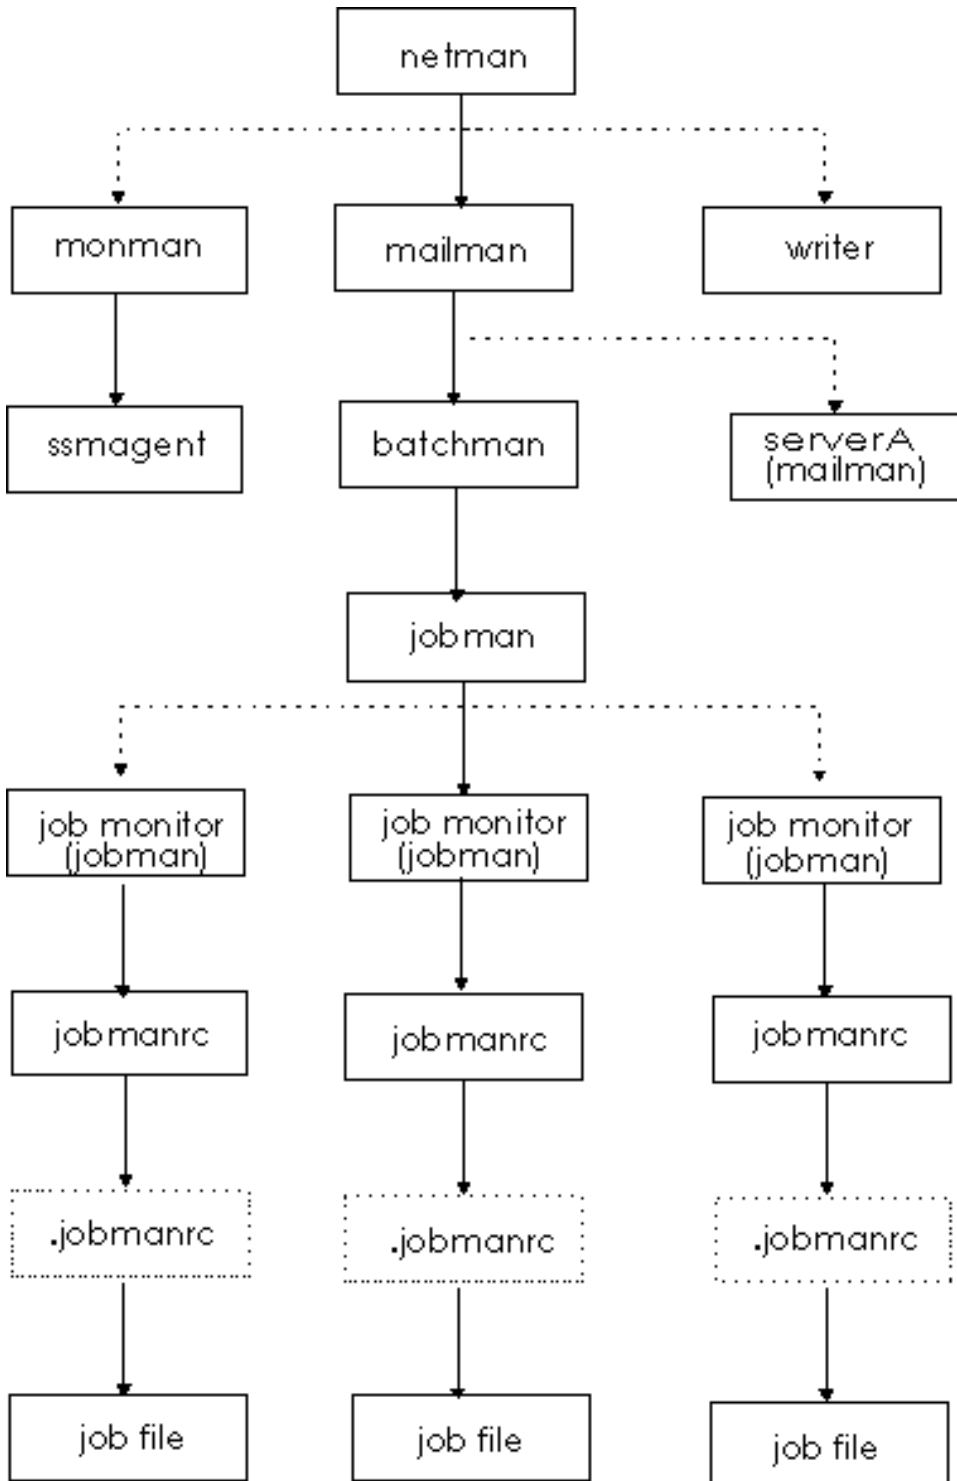 netman
monman
mailman
writer
ssmagent
batchman
serverA
(mailman)
jobman
job monitor
(jobman)
job monitor
(jobman)
job monitor
(jobman)
jobmanrc
jobmanrc
jobmanrc
.jobmanrc
.jobmanrc
.jobmanrc
job file
job file
job file